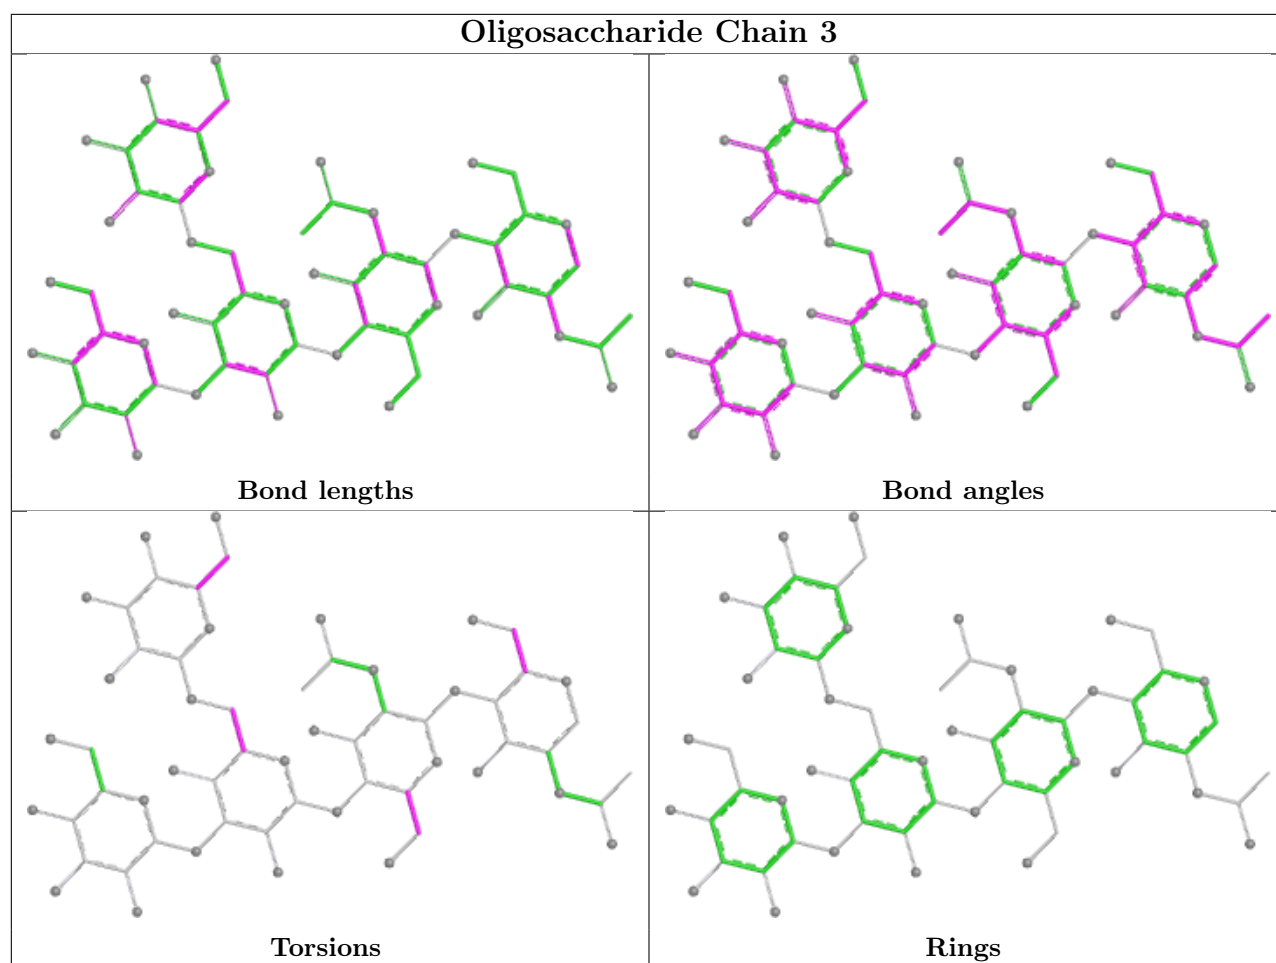 Oligosaccharide Chain 3
Bond lengths
Bond angles
Torsions
Rings